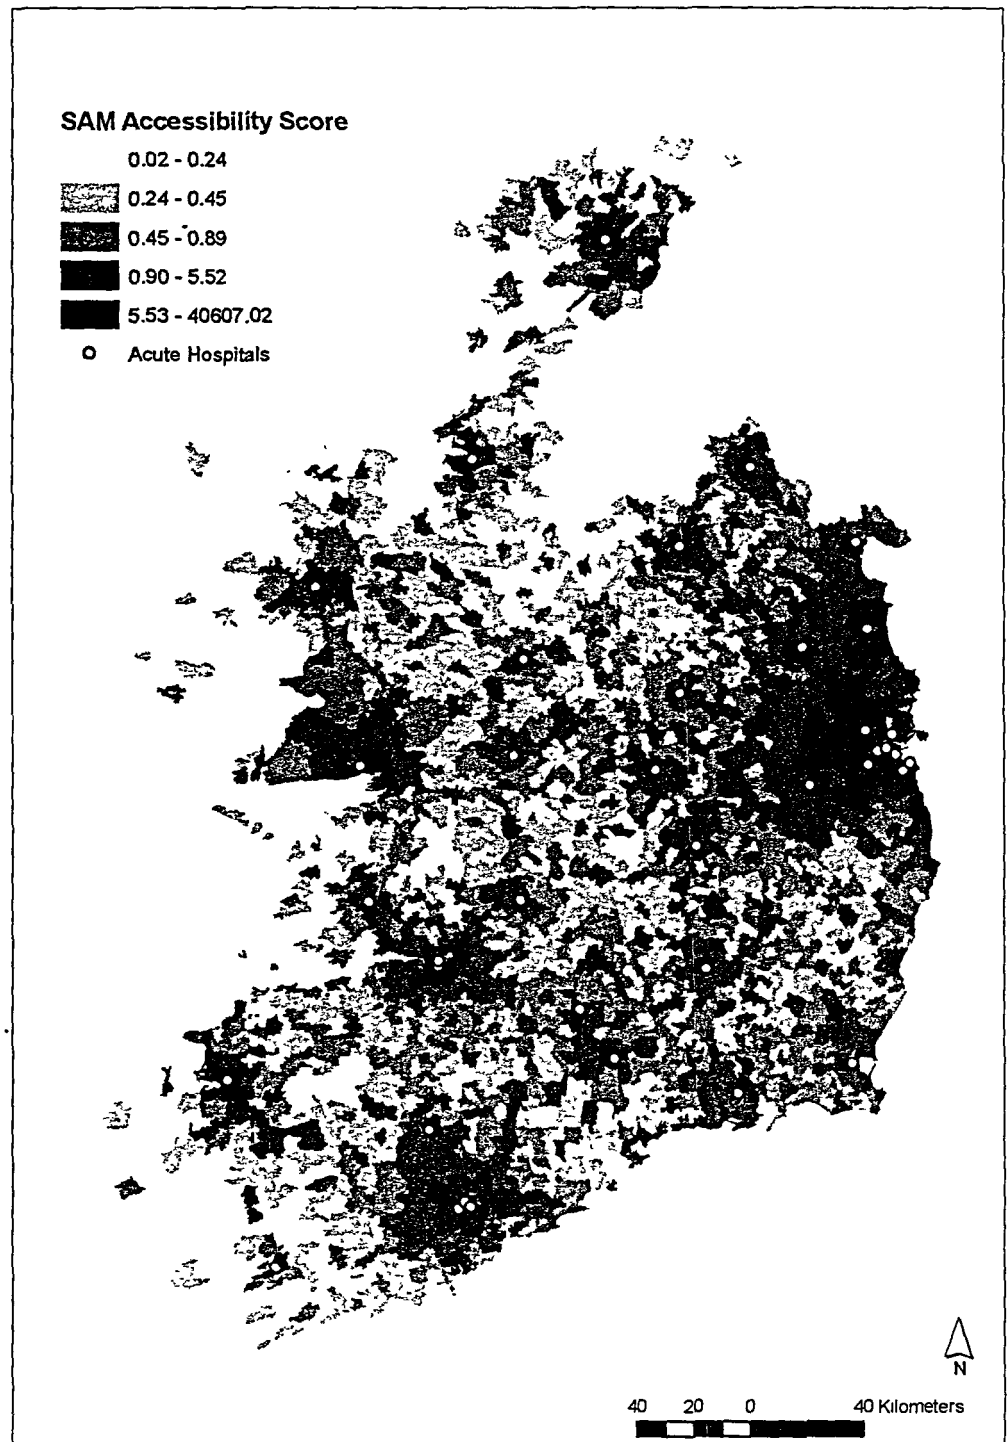 SAM Accessibility Score
0.02 - 0.24
0.24 - 0.45
0.45 - 0.89
0.90 - 5.52
5.53 - 40607.02
Acute Hospitals
N
40 20 0 40 Kilometers